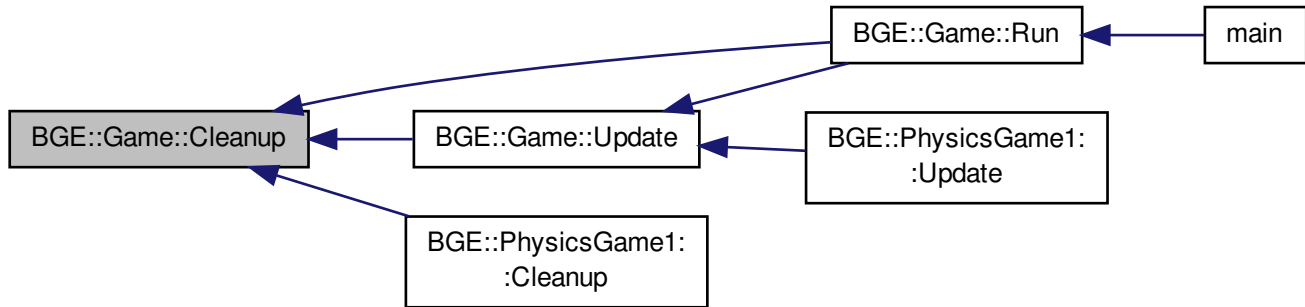 BGE::Game::Run
main
BGE::Game::Cleanup
BGE::Game::Update
BGE::PhysicsGame1:
:Update
BGE::PhysicsGame1:
:Cleanup